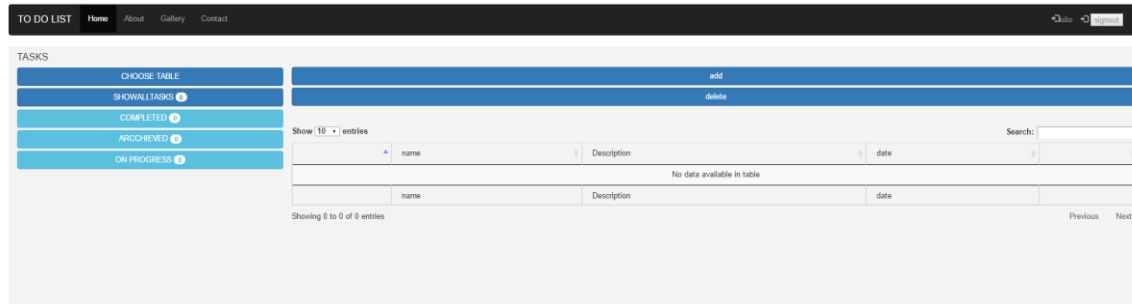 TO DO LIST Home About Gallery Contact signout
TASKS
CHOOSE TABLE
SHOWALLTASKS 0
COMPLETED 0
ARCCHIEVED 0
ON PROGRESS 0
add
delete
Show 10 entries Search:
name Description date
No data available in table
name Description date
Showing 0 to 0 of 0 entries Previous Next